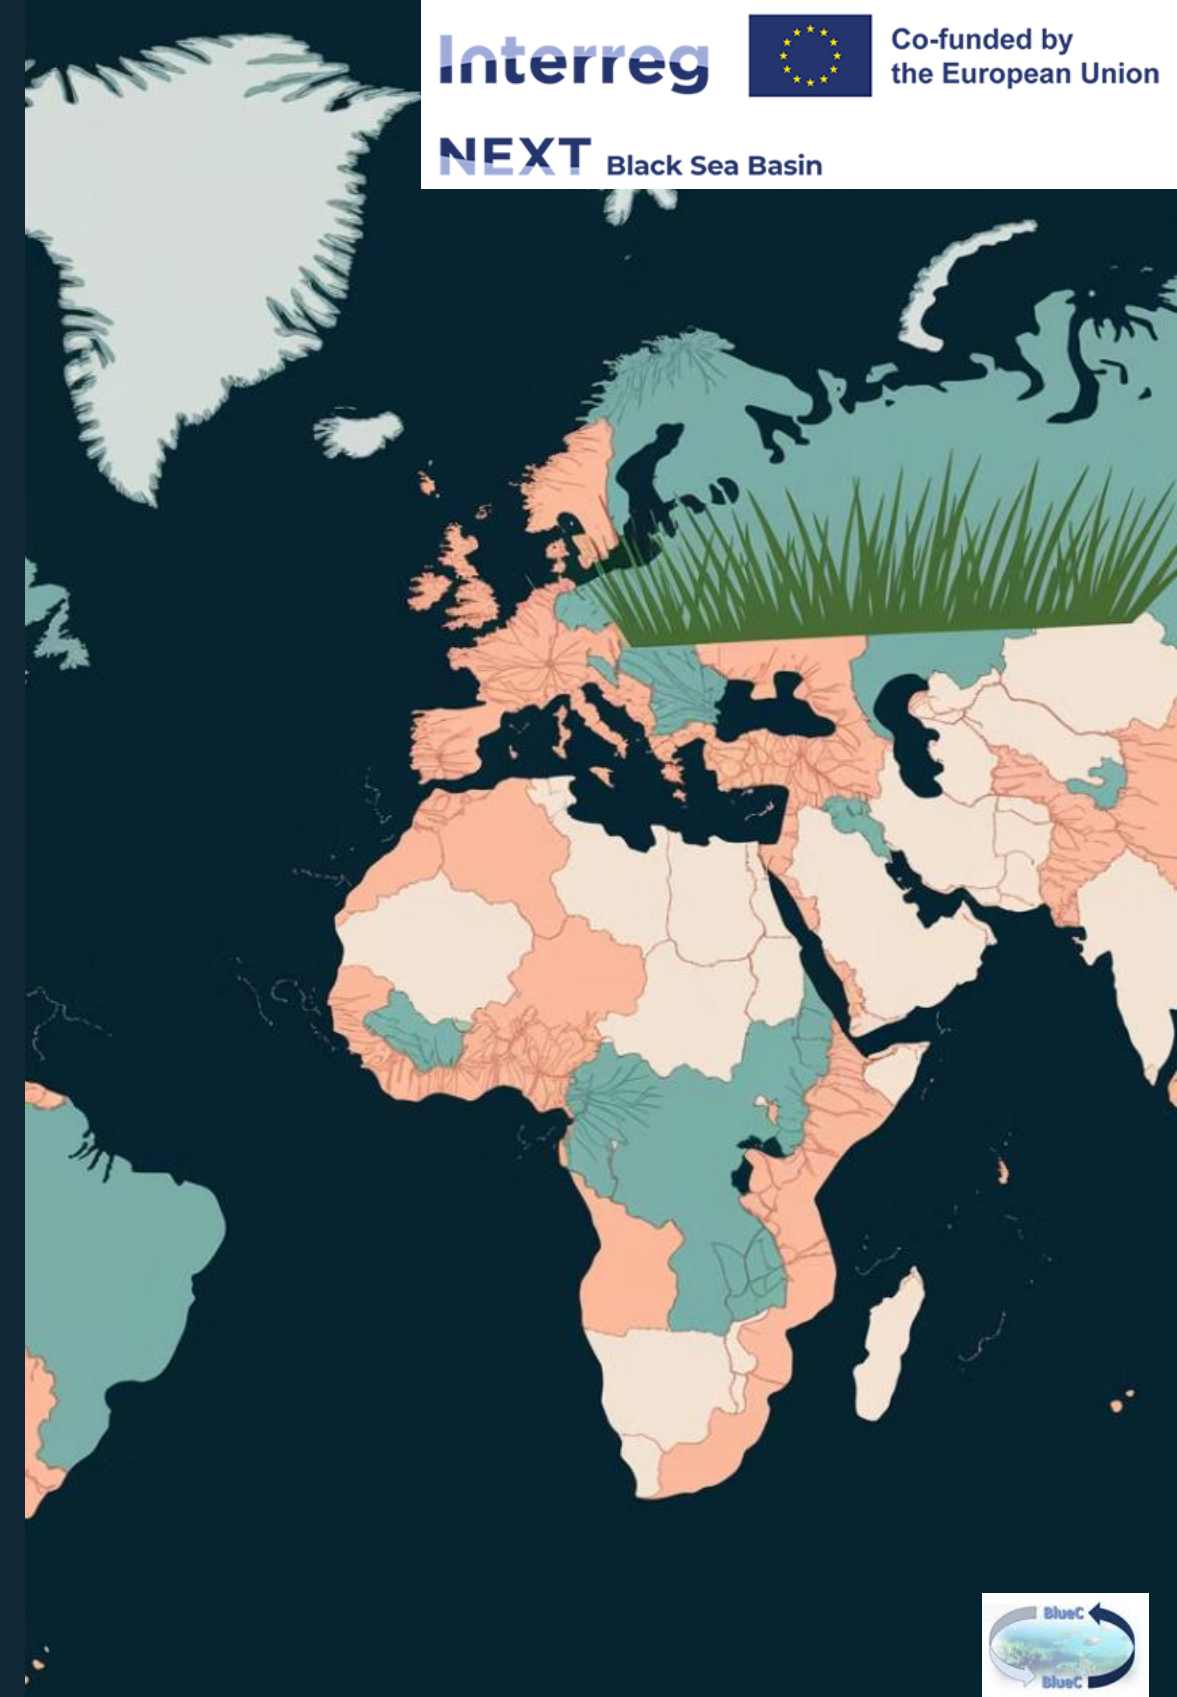 Interreg
Co-funded by
the European Union
NEXT Black Sea Basin
BlueC
BlueC